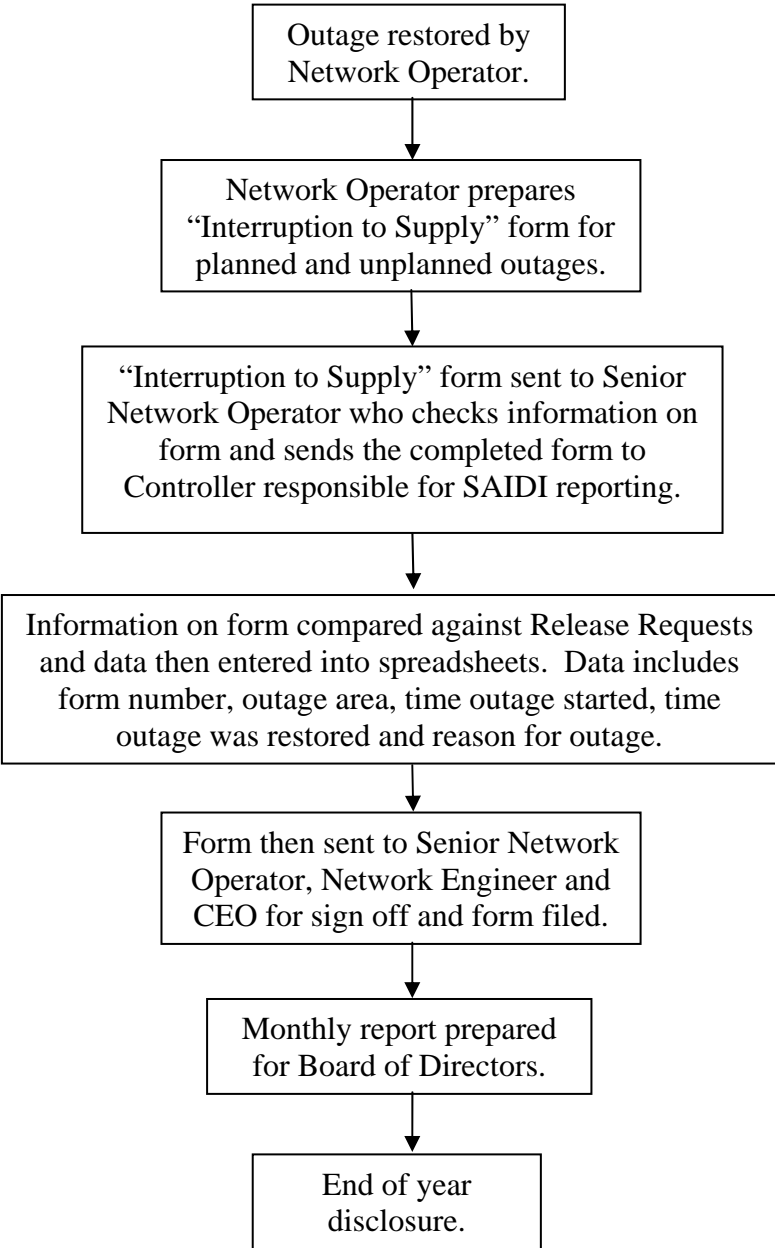 Outage restored by
Network Operator.
Network Operator prepares
“Interruption to Supply” form for
planned and unplanned outages.
“Interruption to Supply” form sent to Senior
Network Operator who checks information on
form and sends the completed form to
Controller responsible for SAIDI reporting.
Information on form compared against Release Requests
and data then entered into spreadsheets.  Data includes
form number, outage area, time outage started, time
outage was restored and reason for outage.
Form then sent to Senior Network
Operator, Network Engineer and
CEO for sign off and form filed.
Monthly report prepared
for Board of Directors.
End of year
disclosure.